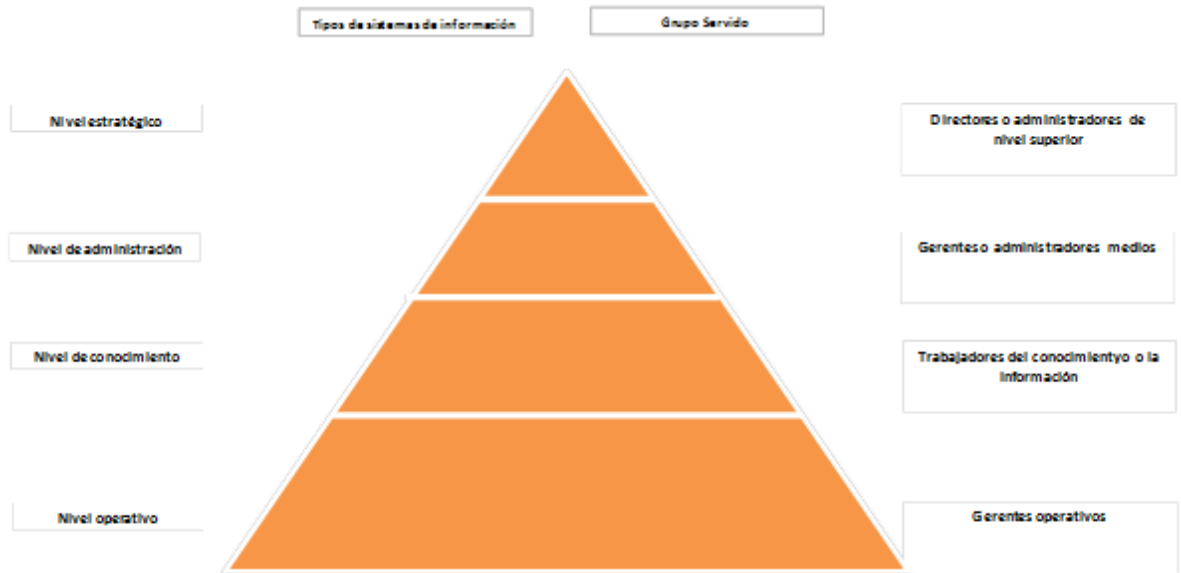 Tipos de sistemas de información
Grupo Servido
Nivel estratégico
Directores o administradores de
nivel superior
Nivel de administración
Gerentes o administradores medios
Nivel de conocimiento
Trabajadores del conocimientyo o la
información
Nivel operativo
Gerentes operativos